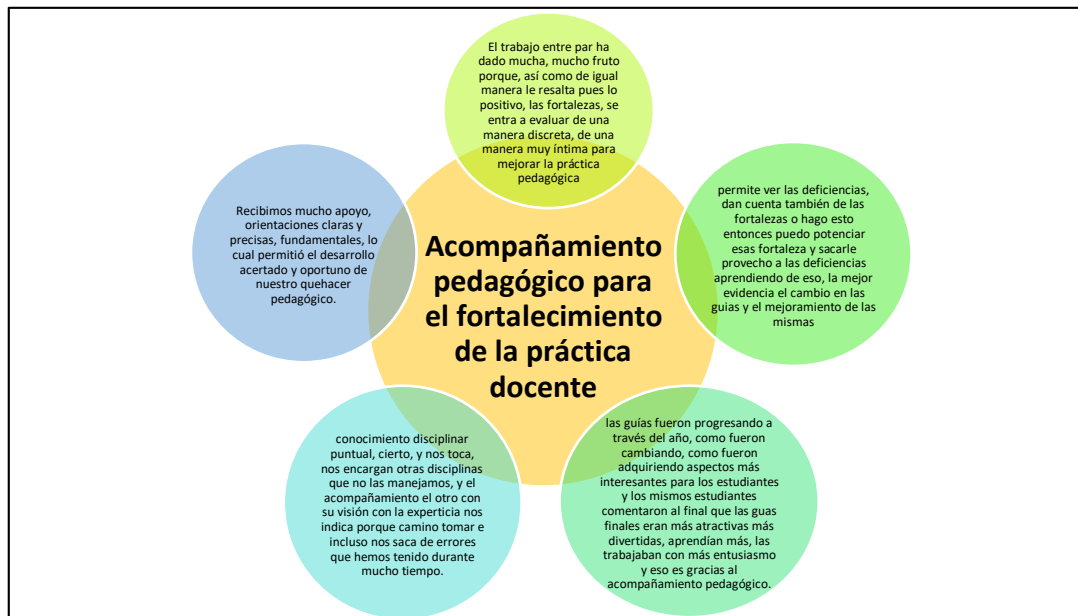 El trabajo entre par ha
dado mucha, mucho fruto
porque, así como de igual
manera le resalta pues lo
positivo, las fortalezas, se
entra a evaluar de una
manera discreta, de una
manera muy íntima para
mejorar la práctica
pedagógica
permite ver las deficiencias,
dan cuenta también de las
fortalezas o hago esto
entonces puedo potenciar
esas fortaleza y sacarle
provecho a las deficiencias
aprendiendo de eso, la mejor
evidencia el cambio en las
guias y el mejoramiento de las
mismas
las guías fueron progresando a
través del año, como fueron
cambiando, como fueron
adquiriendo aspectos más
interesantes para los estudiantes
y los mismos estudiantes
comentaron al final que las guas
finales eran más atractivas más
divertidas, aprendían más, las
trabajaban con más entusiasmo
y eso es gracias al
acompañamiento pedagógico.
conocimiento disciplinar
puntual, cierto, y nos toca,
nos encargan otras disciplinas
que no las manejamos, y el
acompañamiento el otro con
su visión con la experticia nos
indica porque camino tomar e
incluso nos saca de errores
que hemos tenido durante
mucho tiempo.
Recibimos mucho apoyo,
orientaciones claras y
precisas, fundamentales, lo
cual permitió el desarrollo
acertado y oportuno de
nuestro quehacer
pedagógico.
Acompañamiento
pedagógico para
el fortalecimiento
de la práctica
docente